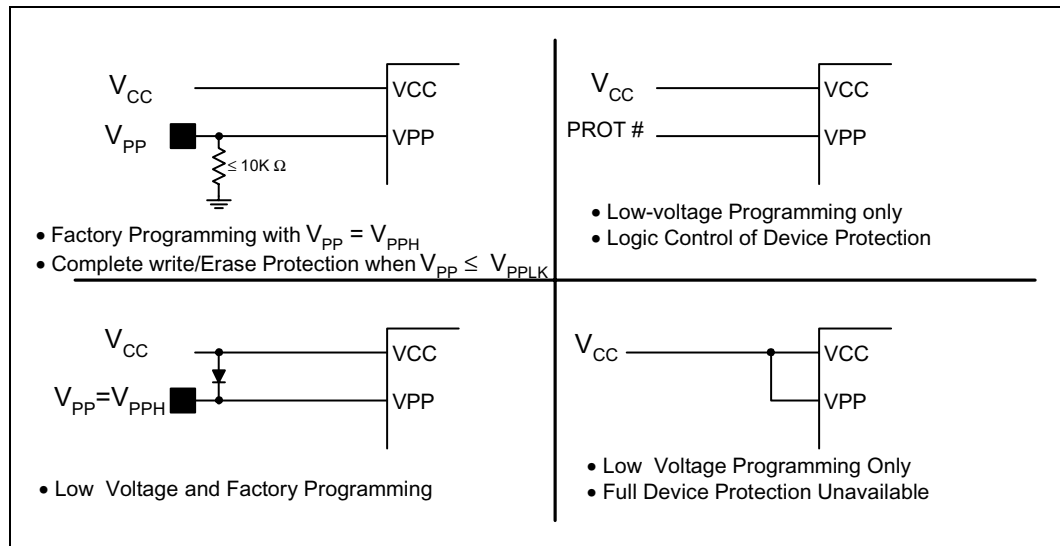 V_CC
VCC
V_PP
VPP
≤ 10K Ω
• Factory Programming with V_PP = V_PPH
• Complete write/Erase Protection when V_PP ≤ V_PPLK
V_CC
VCC
PROT #
VPP
• Low-voltage Programming only
• Logic Control of Device Protection
V_CC
VCC
V_PP=V_PPH
VPP
• Low Voltage and Factory Programming
V_CC
VCC
VPP
• Low Voltage Programming Only
• Full Device Protection Unavailable